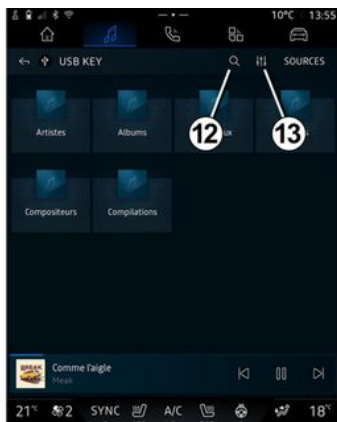 10°C 13:55
USB KEY SOURCES
12 13
Artistes Albums ux s
Compositeurs Compilations
BREAK Comme l'aigle
Meak
21°C 2 SYNC A/C 18°C